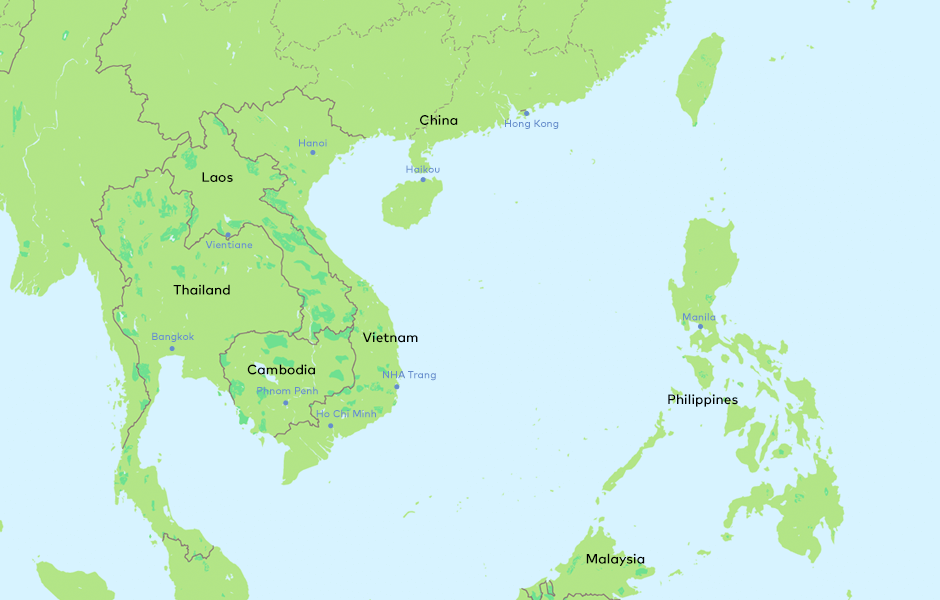 China
Hong Kong
Hanoi
Haikou
Laos
Vientiane
Thailand
Manila
Bangkok
Vietnam
Cambodia
NHA Trang
Phnom Penh
Philippines
Ho Chi Minh
Malaysia